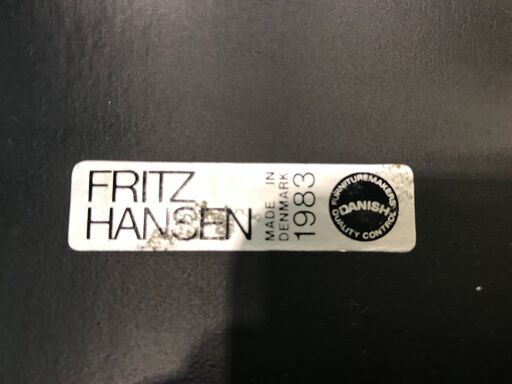 FRITZ
HANSEN
MADE IN
DENMARK
1983
FURNITUREMAKERS'
DANISH
QUALITY CONTROL